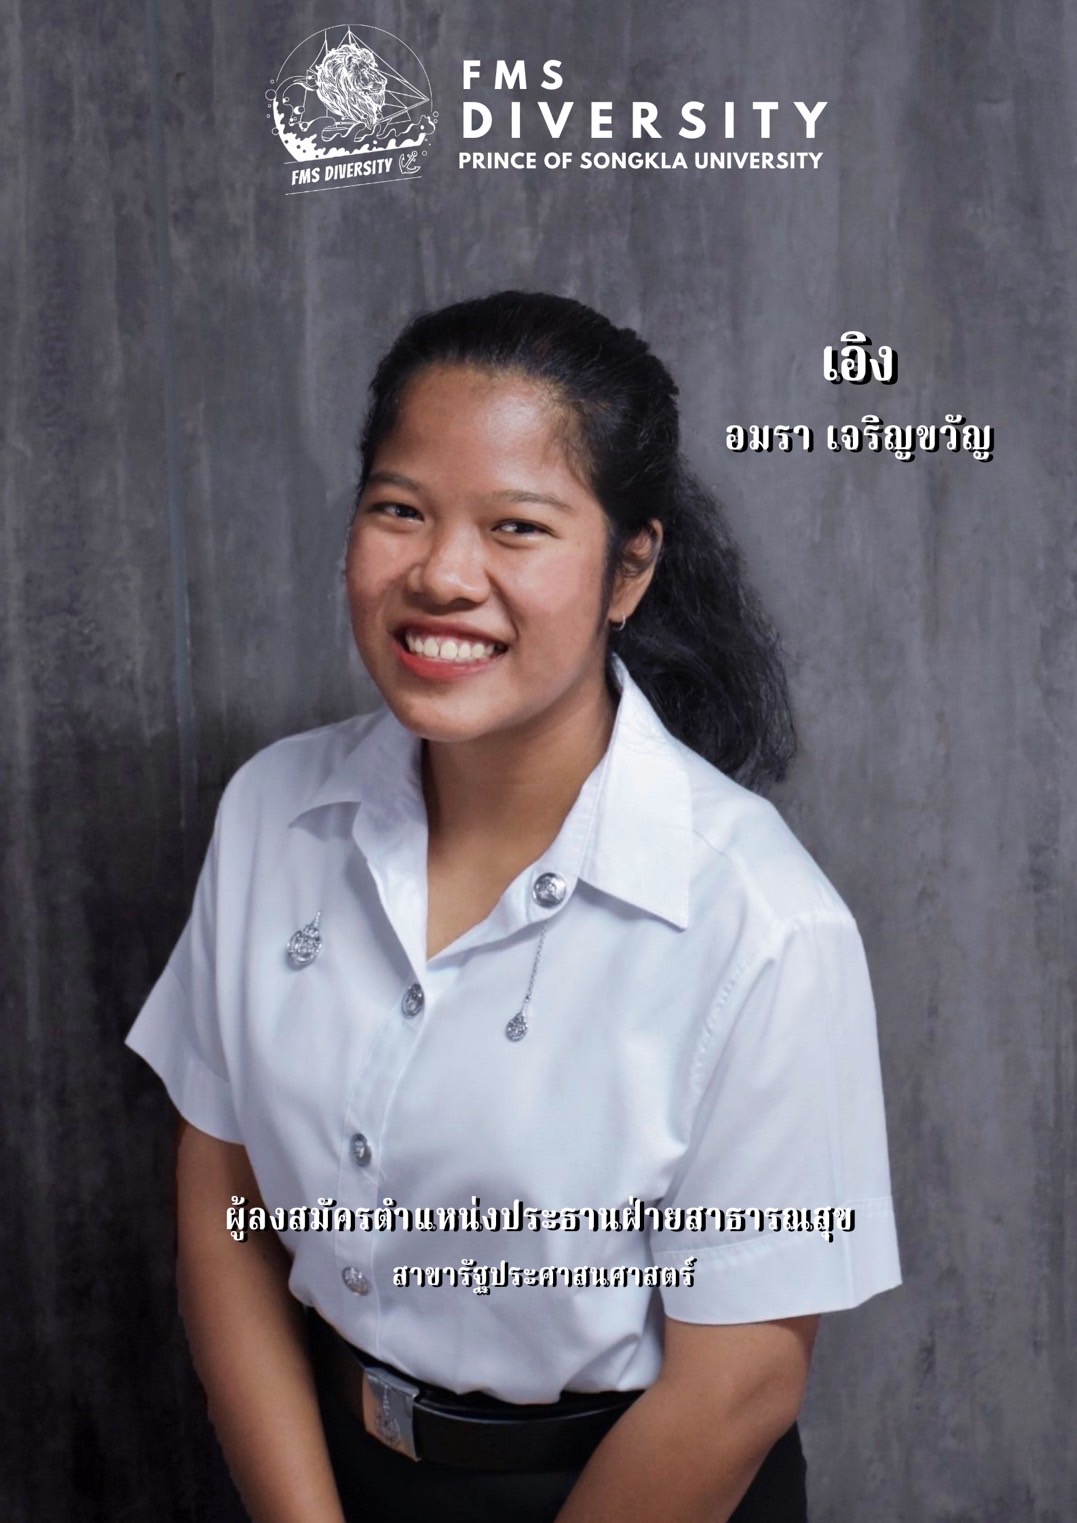 FMS
DIVERSITY
PRINCE OF SONGKLA UNIVERSITY
FMS DIVERSITY
เอิง
อมรา เจริญขวัญ
ผู้ลงสมัครตำแหน่งประธานฝ่ายสาธารณสุข
สาขารัฐประศาสนศาสตร์